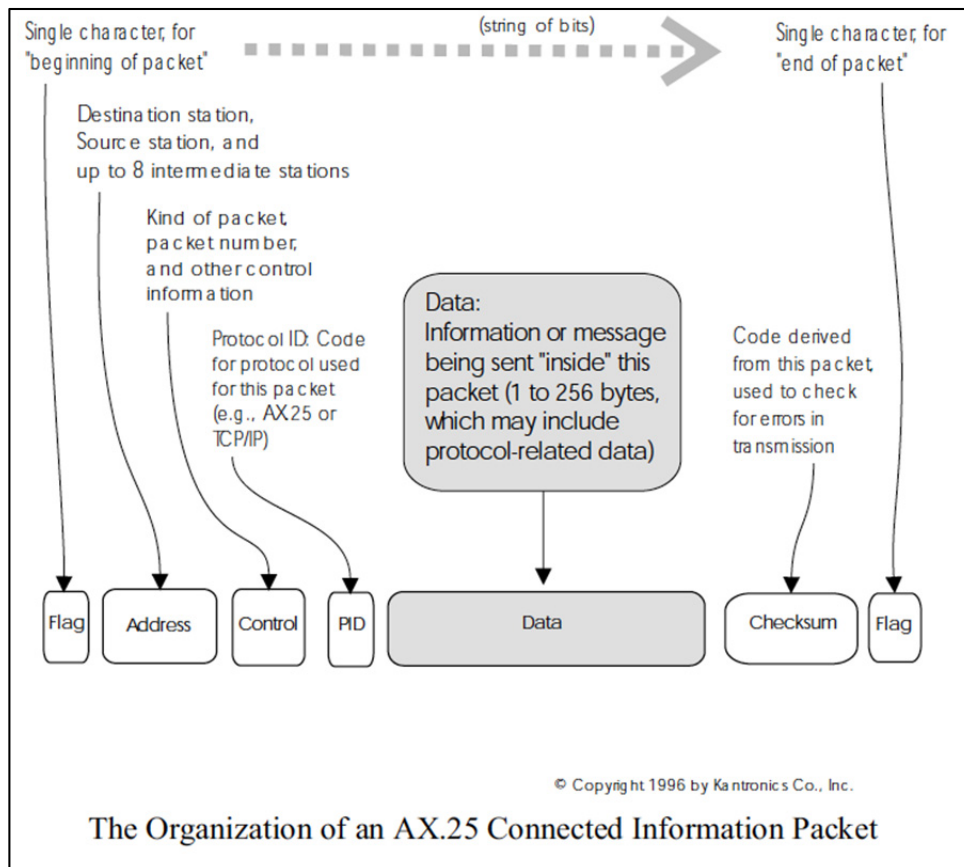 Single character, for
"beginning of packet"
(string of bits)
Single character, for
"end of packet"
Destination station,
Source station, and
up to 8 intermediate stations
Kind of packet,
packet number,
and other control
information
Protocol ID: Code
for protocol used
for this packet
(e.g., AX.25 or
TCP/IP)
Data:
Information or message
being sent "inside" this
packet (1 to 256 bytes,
which may include
protocol-related data)
Code derived
from this packet,
used to check
for errors in
transmission
Flag
Address
Control
PID
Data
Checksum
Flag
© Copyright 1996 by Kantronics Co., Inc.
The Organization of an AX.25 Connected Information Packet